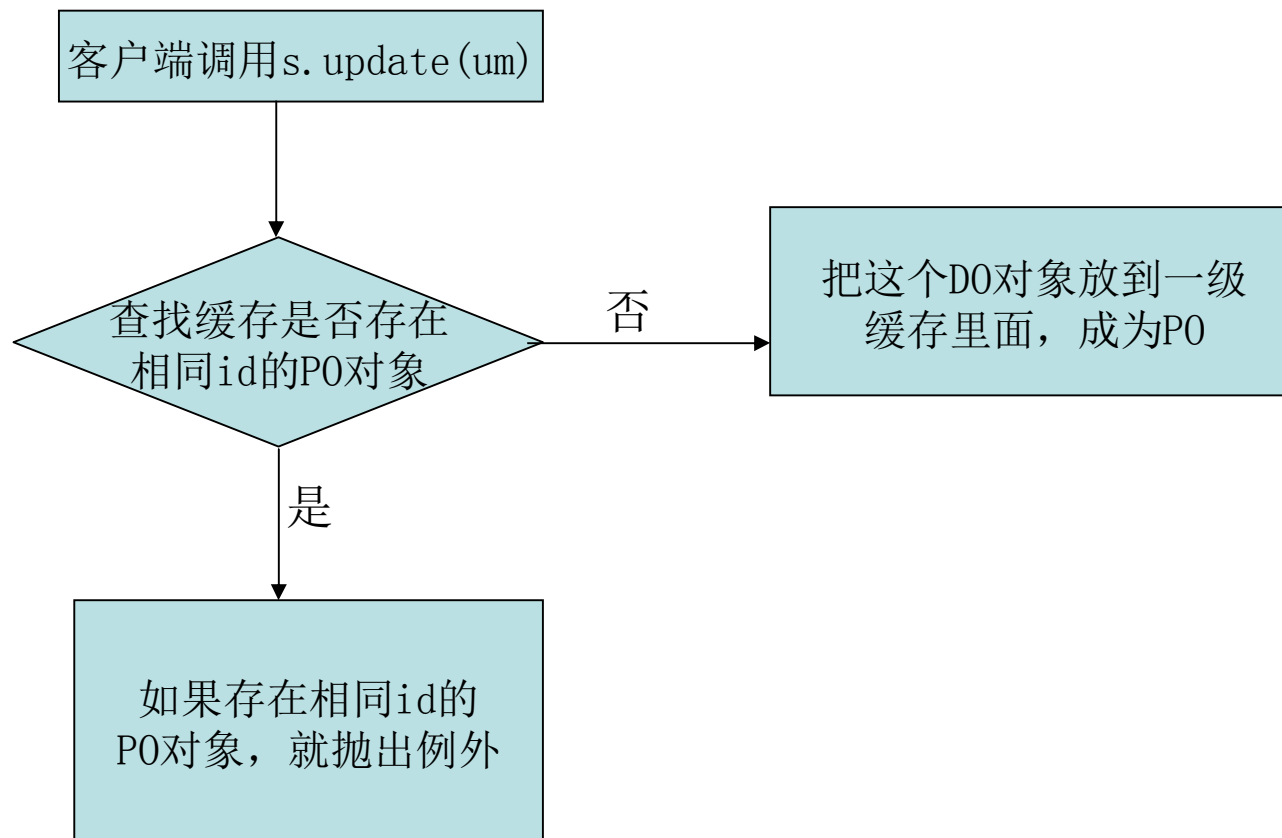 客户端调用s.update(um)
查找缓存是否存在
相同id的PO对象
否
把这个DO对象放到一级
缓存里面，成为PO
是
如果存在相同id的
PO对象，就抛出例外